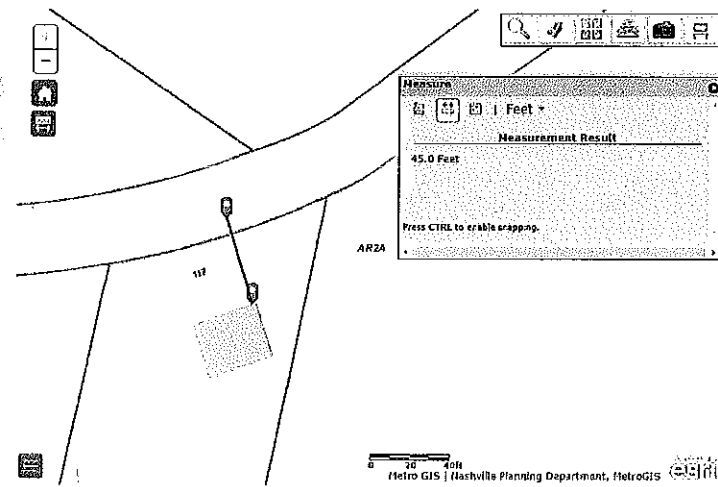 Measure
| Feet
Measurement Result
45.0 Feet
Press CTRL to enable snapping.
AR2A
117
0 20 40ft
Metro GIS | Nashville Planning Department, MetroGIS
esri